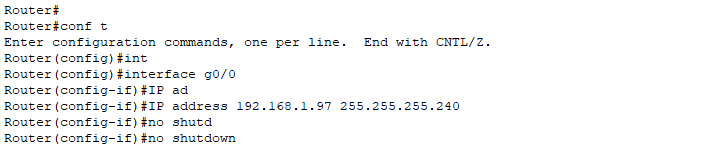 Router#
Router#conf t
Enter configuration commands, one per line.  End with CNTL/Z.
Router(config)#int
Router(config)#interface g0/0
Router(config-if)#IP ad
Router(config-if)#IP address 192.168.1.97 255.255.255.240
Router(config-if)#no shutd
Router(config-if)#no shutdown